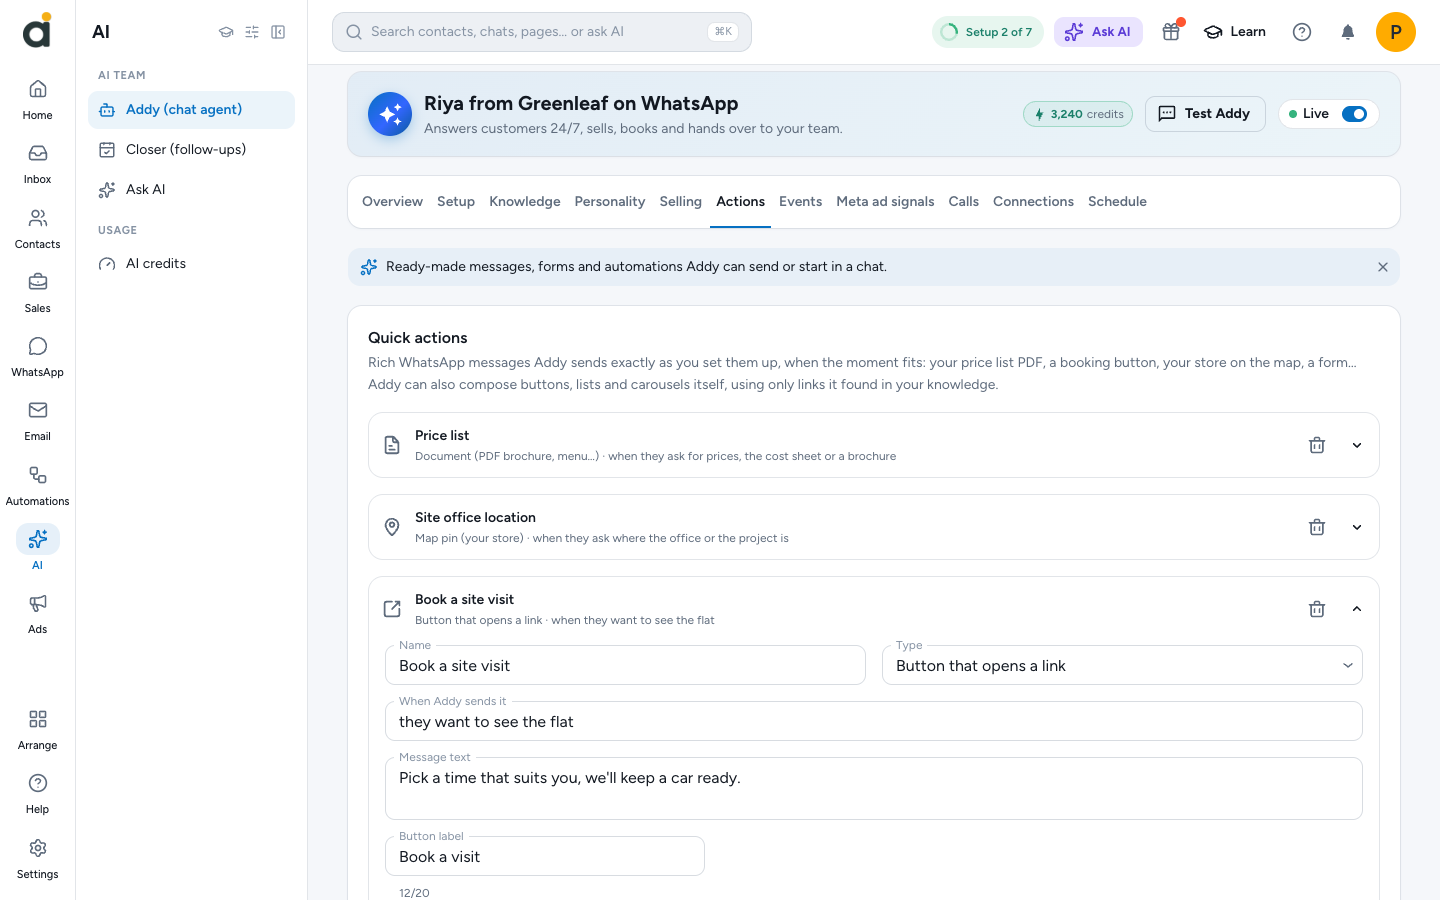 AI
Search contacts, chats, pages... or ask AI
⌘K
Setup 2 of 7
Ask AI
Learn
P
Home
Inbox
Contacts
Sales
WhatsApp
Email
Automations
AI
Ads
Arrange
Help
Settings
AI TEAM
Addy (chat agent)
Closer (follow-ups)
Ask AI
USAGE
AI credits
Riya from Greenleaf on WhatsApp
Answers customers 24/7, sells, books and hands over to your team.
3,240 credits
Test Addy
Live
Overview Setup Knowledge Personality Selling Actions Events Meta ad signals Calls Connections Schedule
Ready-made messages, forms and automations Addy can send or start in a chat.
Quick actions
Rich WhatsApp messages Addy sends exactly as you set them up, when the moment fits: your price list PDF, a booking button, your store on the map, a form...
Addy can also compose buttons, lists and carousels itself, using only links it found in your knowledge.
Price list
Document (PDF brochure, menu...) · when they ask for prices, the cost sheet or a brochure
Site office location
Map pin (your store) · when they ask where the office or the project is
Book a site visit
Button that opens a link · when they want to see the flat
Name
Book a site visit
Type
Button that opens a link
When Addy sends it
they want to see the flat
Message text
Pick a time that suits you, we'll keep a car ready.
Button label
Book a visit
12/20